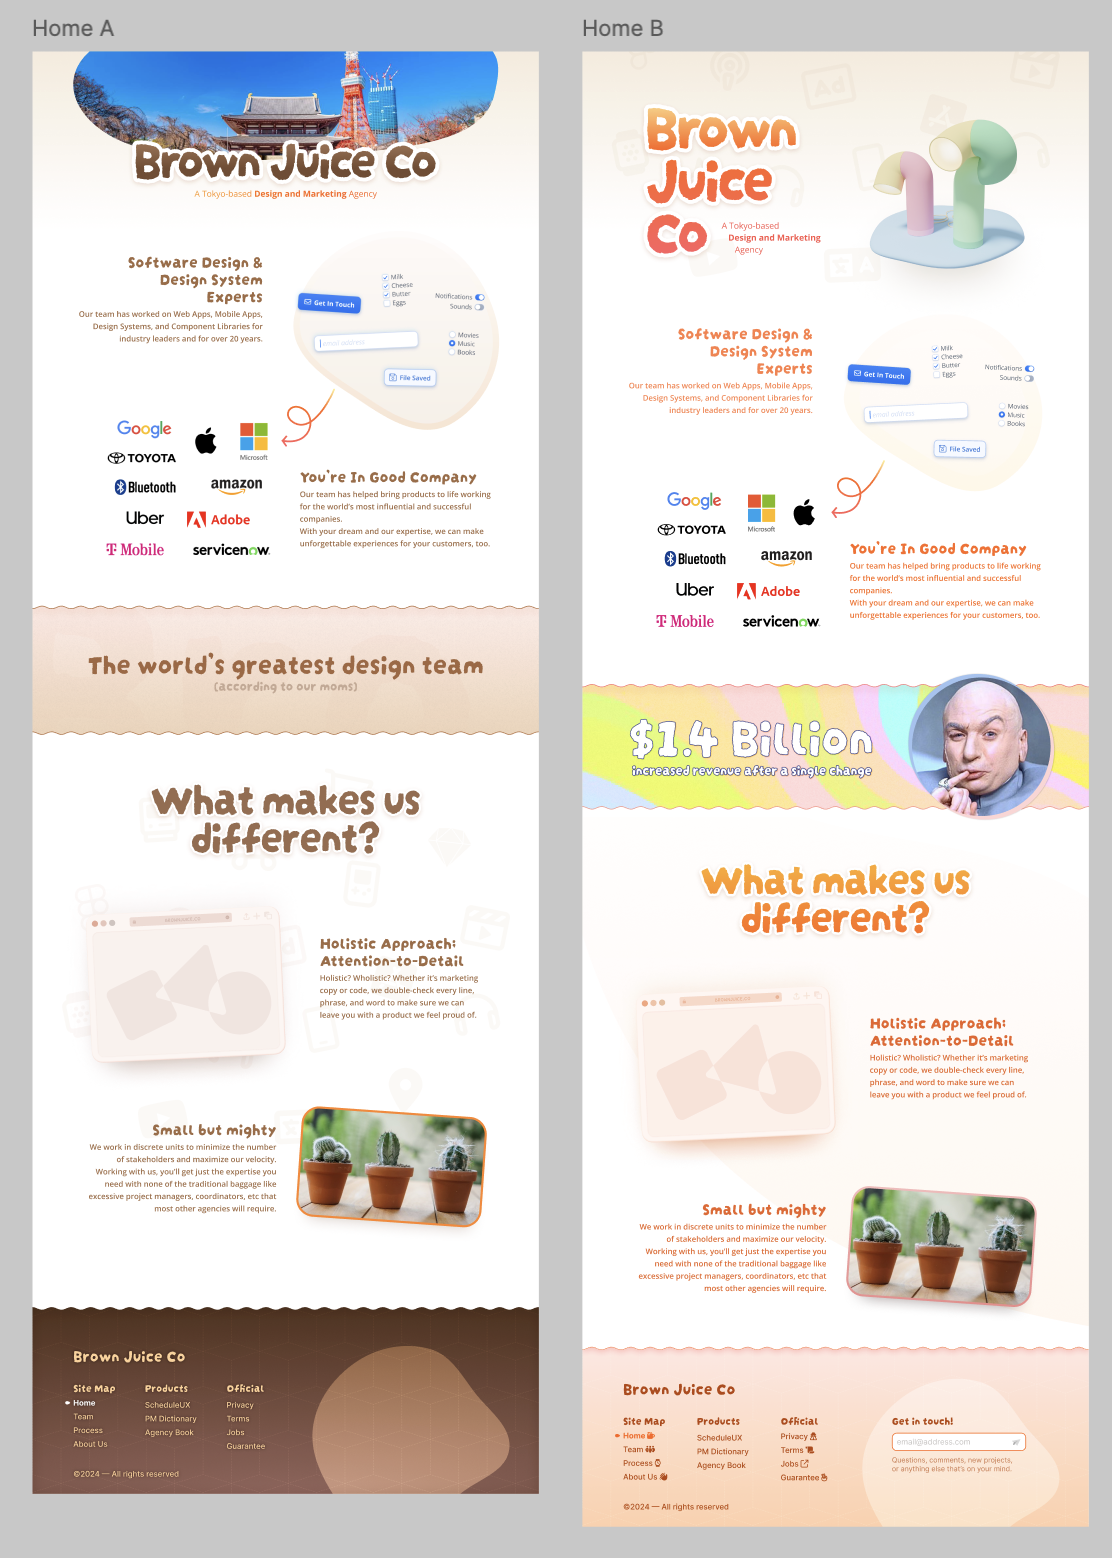 Home A
Brown Juice Co
A Tokyo-based Design and Marketing Agency
Software Design &
Design System
Experts
Our team has worked on Web Apps, Mobile Apps,
Design Systems, and Component Libraries for
industry leaders and for over 20 years.
Milk
Cheese
Butter
Eggs
Get In Touch
Notifications
Sounds
email address
Movies
Music
Books
File Saved
Google
TOYOTA
Microsoft
Bluetooth
amazon
Uber
Adobe
T Mobile
servicenow
You're In Good Company
Our team has helped bring products to life working
for the world's most influential and successful
companies.
With your dream and our expertise, we can make
unforgettable experiences for your customers, too.
The world's greatest design team
(according to our moms)
What makes us
different?
Holistic Approach:
Attention-to-Detail
Holistic? Wholistic? Whether it's marketing
copy or code, we double-check every line,
phrase, and word to make sure we can
leave you with a product we feel proud of.
Small but mighty
We work in discrete units to minimize the number
of stakeholders and maximize our velocity.
Working with us, you'll get just the expertise you
need with none of the traditional baggage like
excessive project managers, coordinators, etc that
most other agencies will require.
Brown Juice Co
Site Map
Home
Team
Process
About Us
Products
ScheduleUX
PM Dictionary
Agency Book
Official
Privacy
Terms
Jobs
Guarantee
©2024 — All rights reserved
Home B
Ad
Brown
Juice
Co
A Tokyo-based
Design and Marketing
Agency
Software Design &
Design System
Experts
Our team has worked on Web Apps, Mobile Apps,
Design Systems, and Component Libraries for
industry leaders and for over 20 years.
Milk
Cheese
Butter
Eggs
Get In Touch
Notifications
Sounds
email address
Movies
Music
Books
File Saved
Google
TOYOTA
Microsoft
Bluetooth
amazon
Uber
Adobe
T Mobile
servicenow
You're In Good Company
Our team has helped bring products to life working
for the world's most influential and successful
companies.
With your dream and our expertise, we can make
unforgettable experiences for your customers, too.
$1.4 Billion
increased revenue after a single change
What makes us
different?
Holistic Approach:
Attention-to-Detail
Holistic? Wholistic? Whether it's marketing
copy or code, we double-check every line,
phrase, and word to make sure we can
leave you with a product we feel proud of.
Small but mighty
We work in discrete units to minimize the number
of stakeholders and maximize our velocity.
Working with us, you'll get just the expertise you
need with none of the traditional baggage like
excessive project managers, coordinators, etc that
most other agencies will require.
Brown Juice Co
Site Map
Home
Team
Process
About Us
Products
ScheduleUX
PM Dictionary
Agency Book
Official
Privacy
Terms
Jobs
Guarantee
Get in touch!
email@address.com
Questions, comments, new projects,
or anything else that's on your mind.
©2024 — All rights reserved